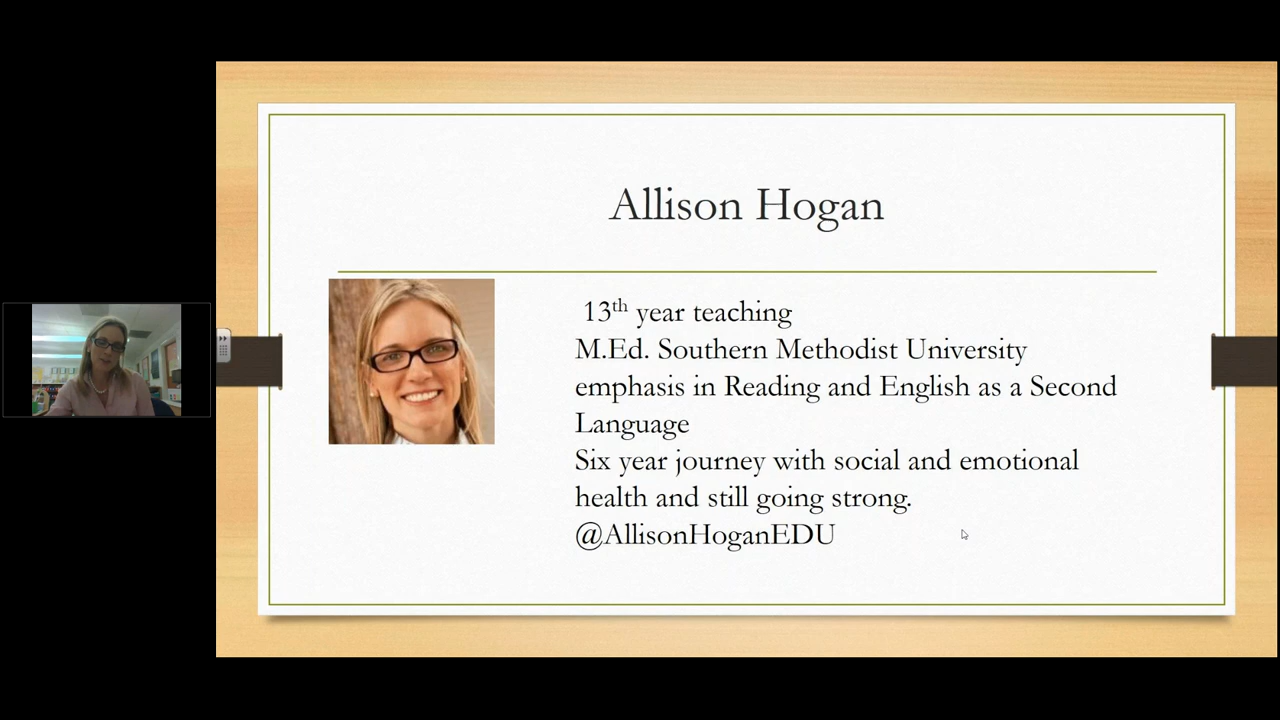 Allison Hogan
13th year teaching
M.Ed. Southern Methodist University
emphasis in Reading and English as a Second
Language
Six year journey with social and emotional
health and still going strong.
@AllisonHoganEDU